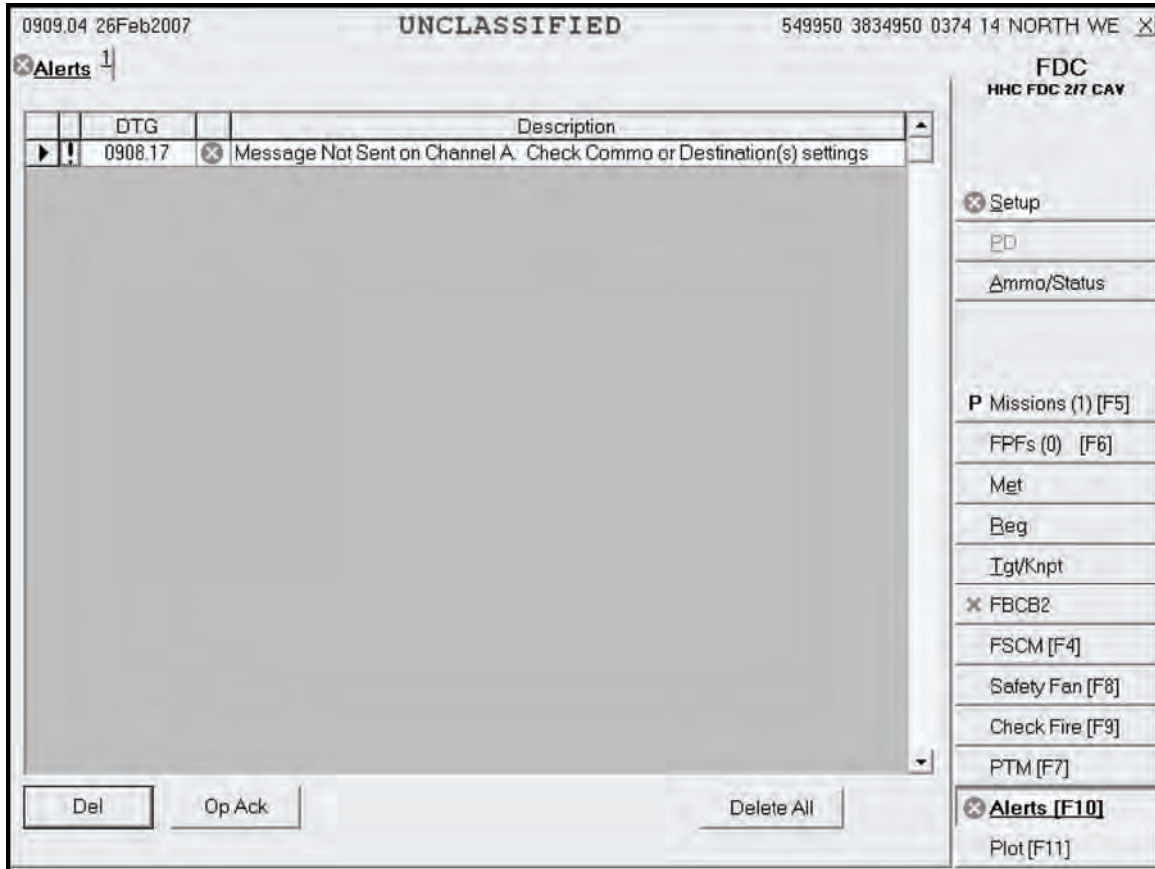 0909.04 26Feb2007 UNCLASSIFIED 549950 3834950 0374 14 NORTH WE X
Alerts 1
FDC
HHC FDC 2/7 CAV
DTG Description
! 0908.17 Message Not Sent on Channel A. Check Commo or Destination(s) settings
Setup
PD
Ammo/Status
P Missions (1) [F5]
FPFs (0) [F6]
Met
Reg
Tgt/Knpt
FBCB2
FSCM [F4]
Safety Fan [F8]
Check Fire [F9]
PTM [F7]
Alerts [F10]
Plot [F11]
Del Op Ack Delete All